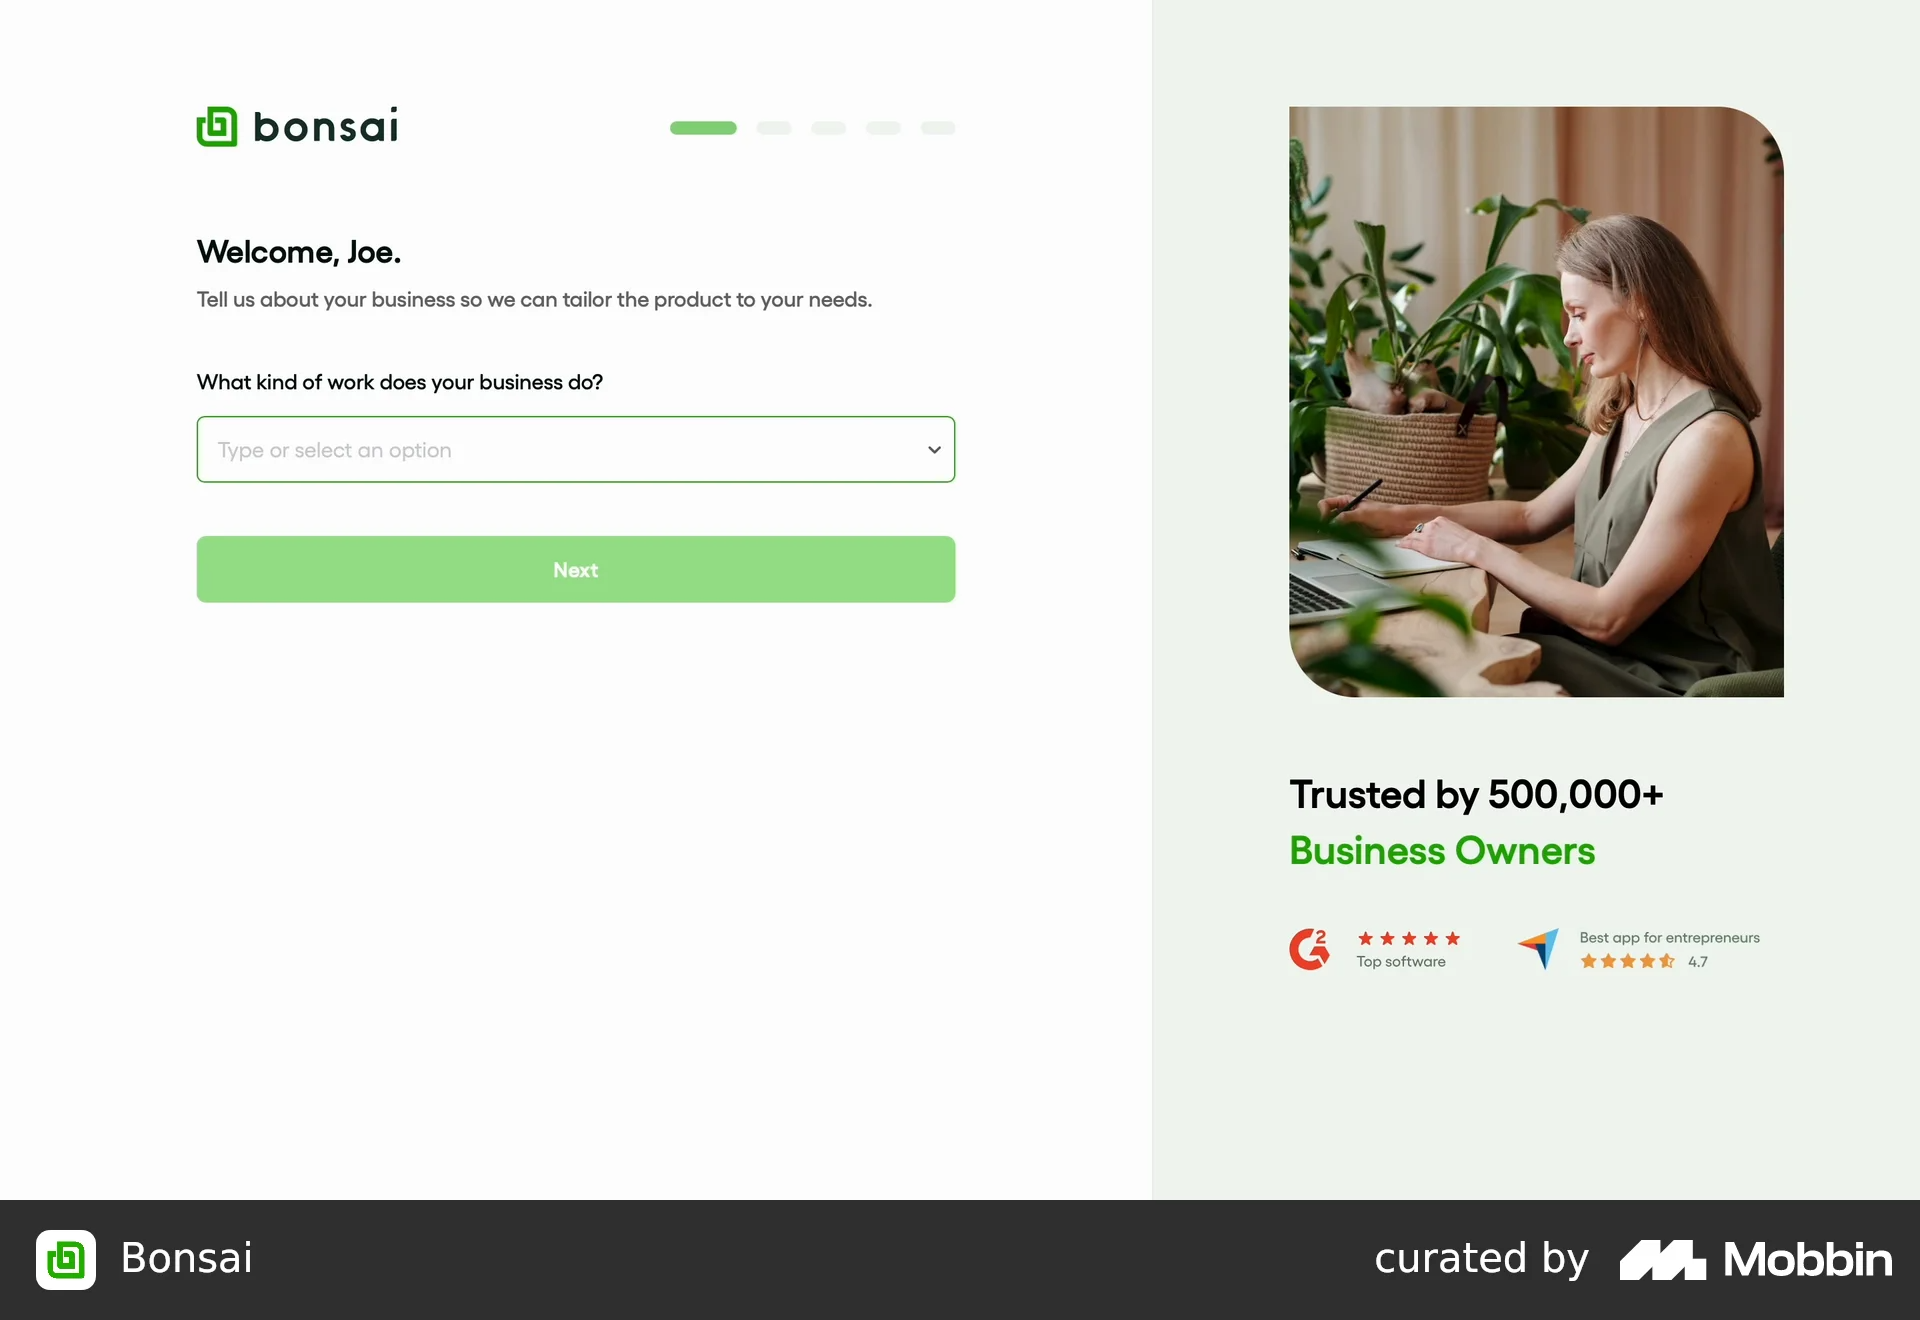 bonsai
Welcome, Joe.
Tell us about your business so we can tailor the product to your needs.
What kind of work does your business do?
Type or select an option
Next
Trusted by 500,000+
Business Owners
G2
Top software
Best app for entrepreneurs
4.7
Bonsai
curated by Mobbin